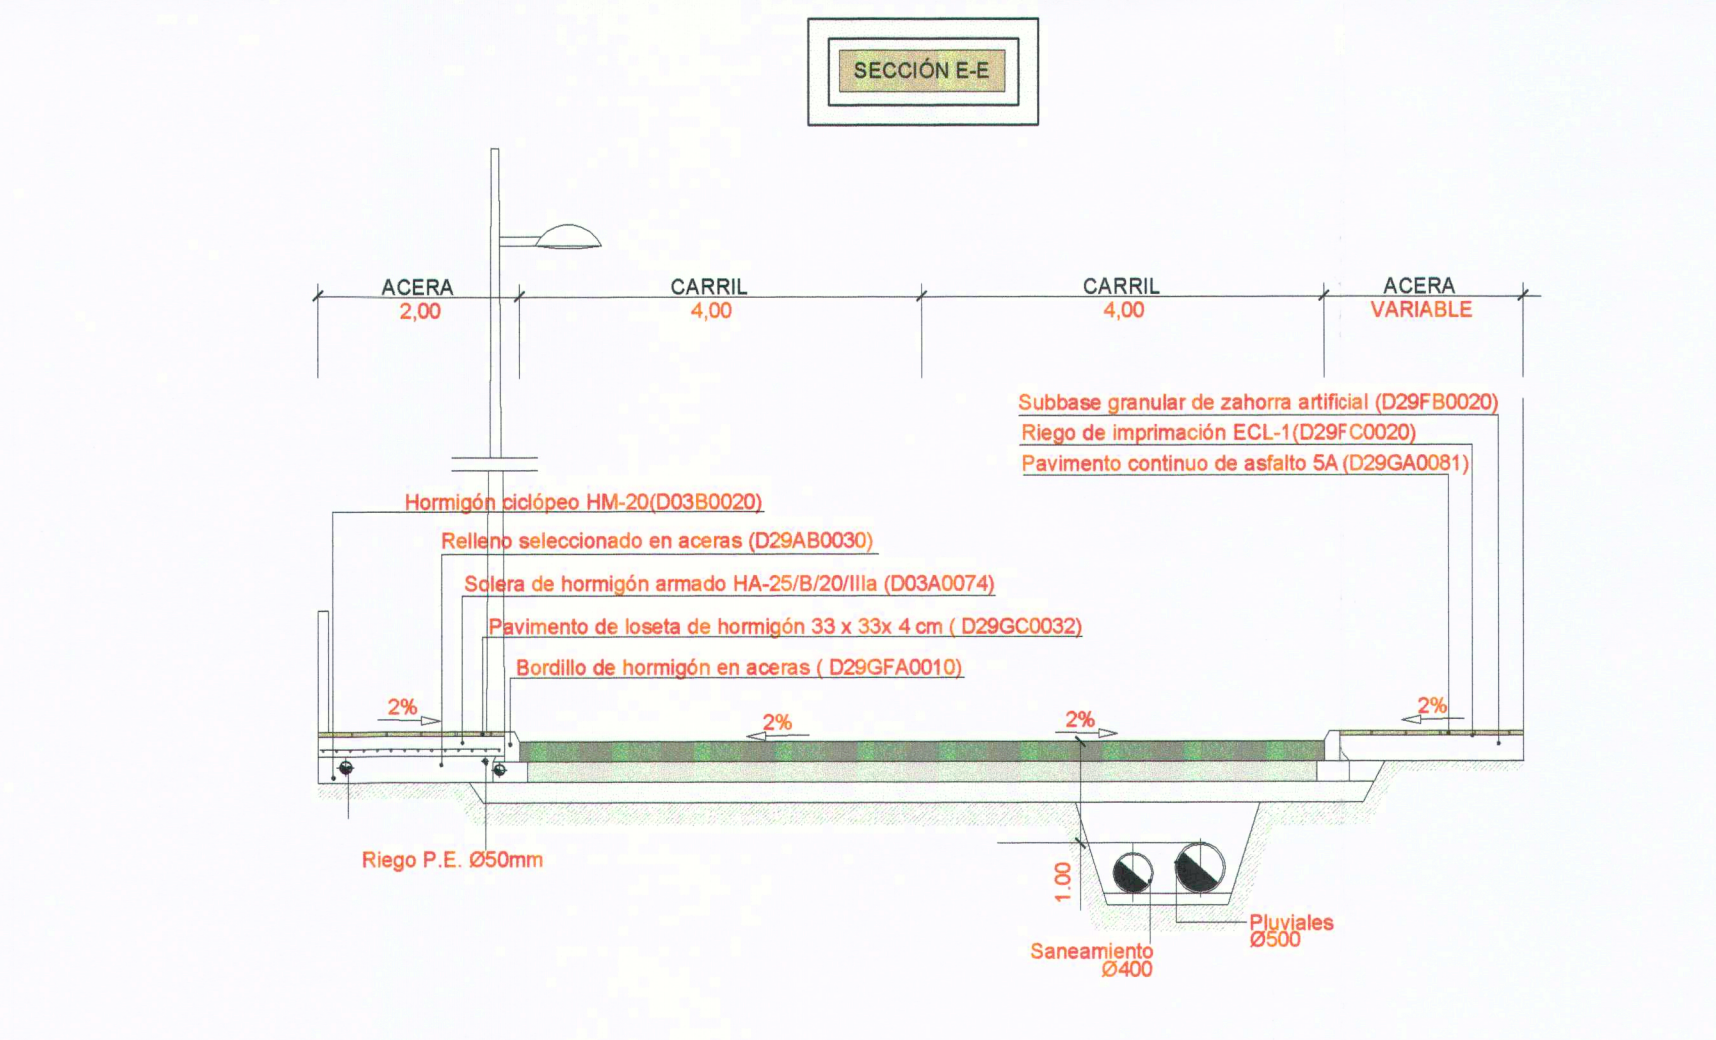 SECCIÓN E-E
ACERA
CARRIL
CARRIL
ACERA
2,00
4,00
4,00
VARIABLE
Subbase granular de zahorra artificial (D29FB0020)
Riego de imprimación ECL-1(D29FC0020)
Pavimento continuo de asfalto 5A (D29GA0081)
Hormigón ciclópeo HM-20(D03B0020)
Relleno seleccionado en aceras (D29AB0030)
Solera de hormigón armado HA-25/B/20/IIIa (D03A0074)
Pavimento de loseta de hormigón 33 x 33x 4 cm ( D29GC0032)
Bordillo de hormigón en aceras ( D29GFA0010)
2%
2%
2%
2%
Riego P.E. Ø50mm
1.00
Pluviales
Ø500
Saneamiento
Ø400